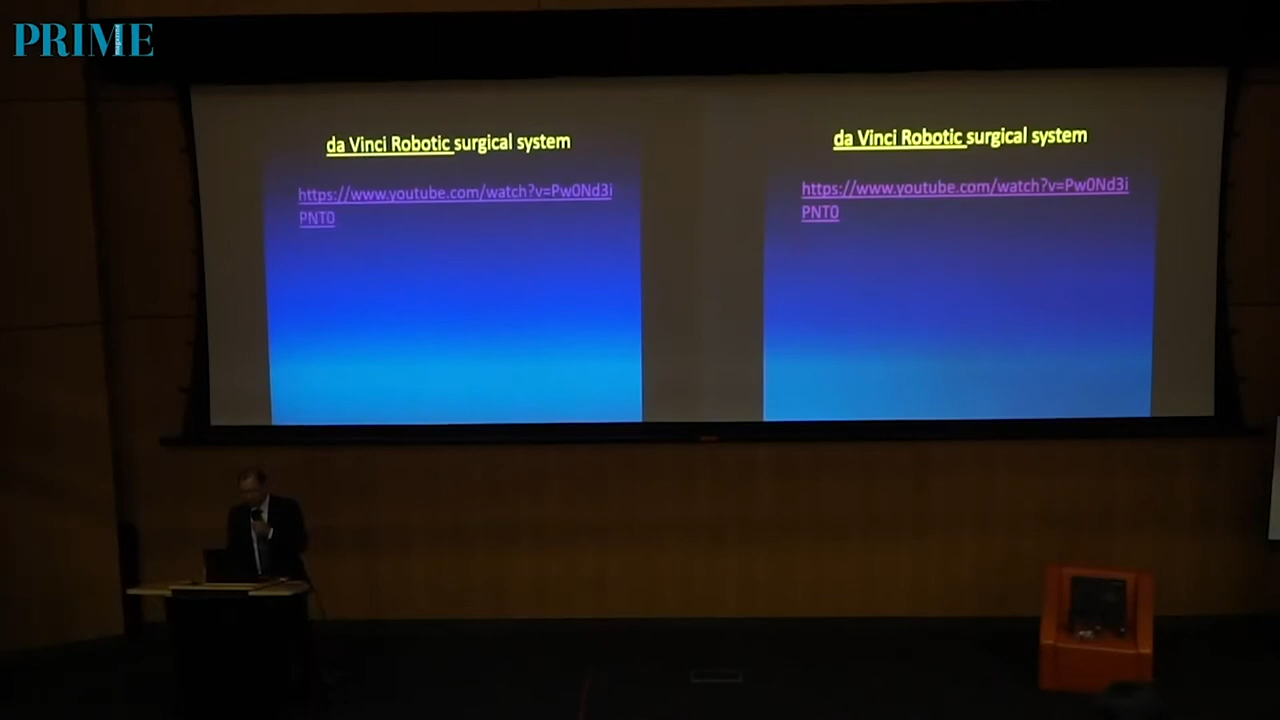 PRIME
magazine
da Vinci Robotic surgical system
https://www.youtube.com/watch?v=Pw0Nd3i
PNT0
da Vinci Robotic surgical system
https://www.youtube.com/watch?v=Pw0Nd3i
PNT0